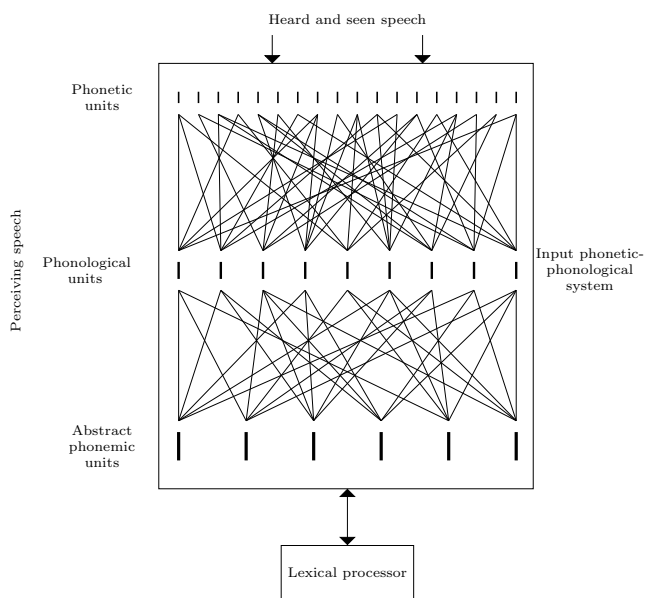 Heard and seen speech
Phonetic
units
Perceiving speech
Phonological
units
Input phonetic-
phonological
system
Abstract
phonemic
units
Lexical processor